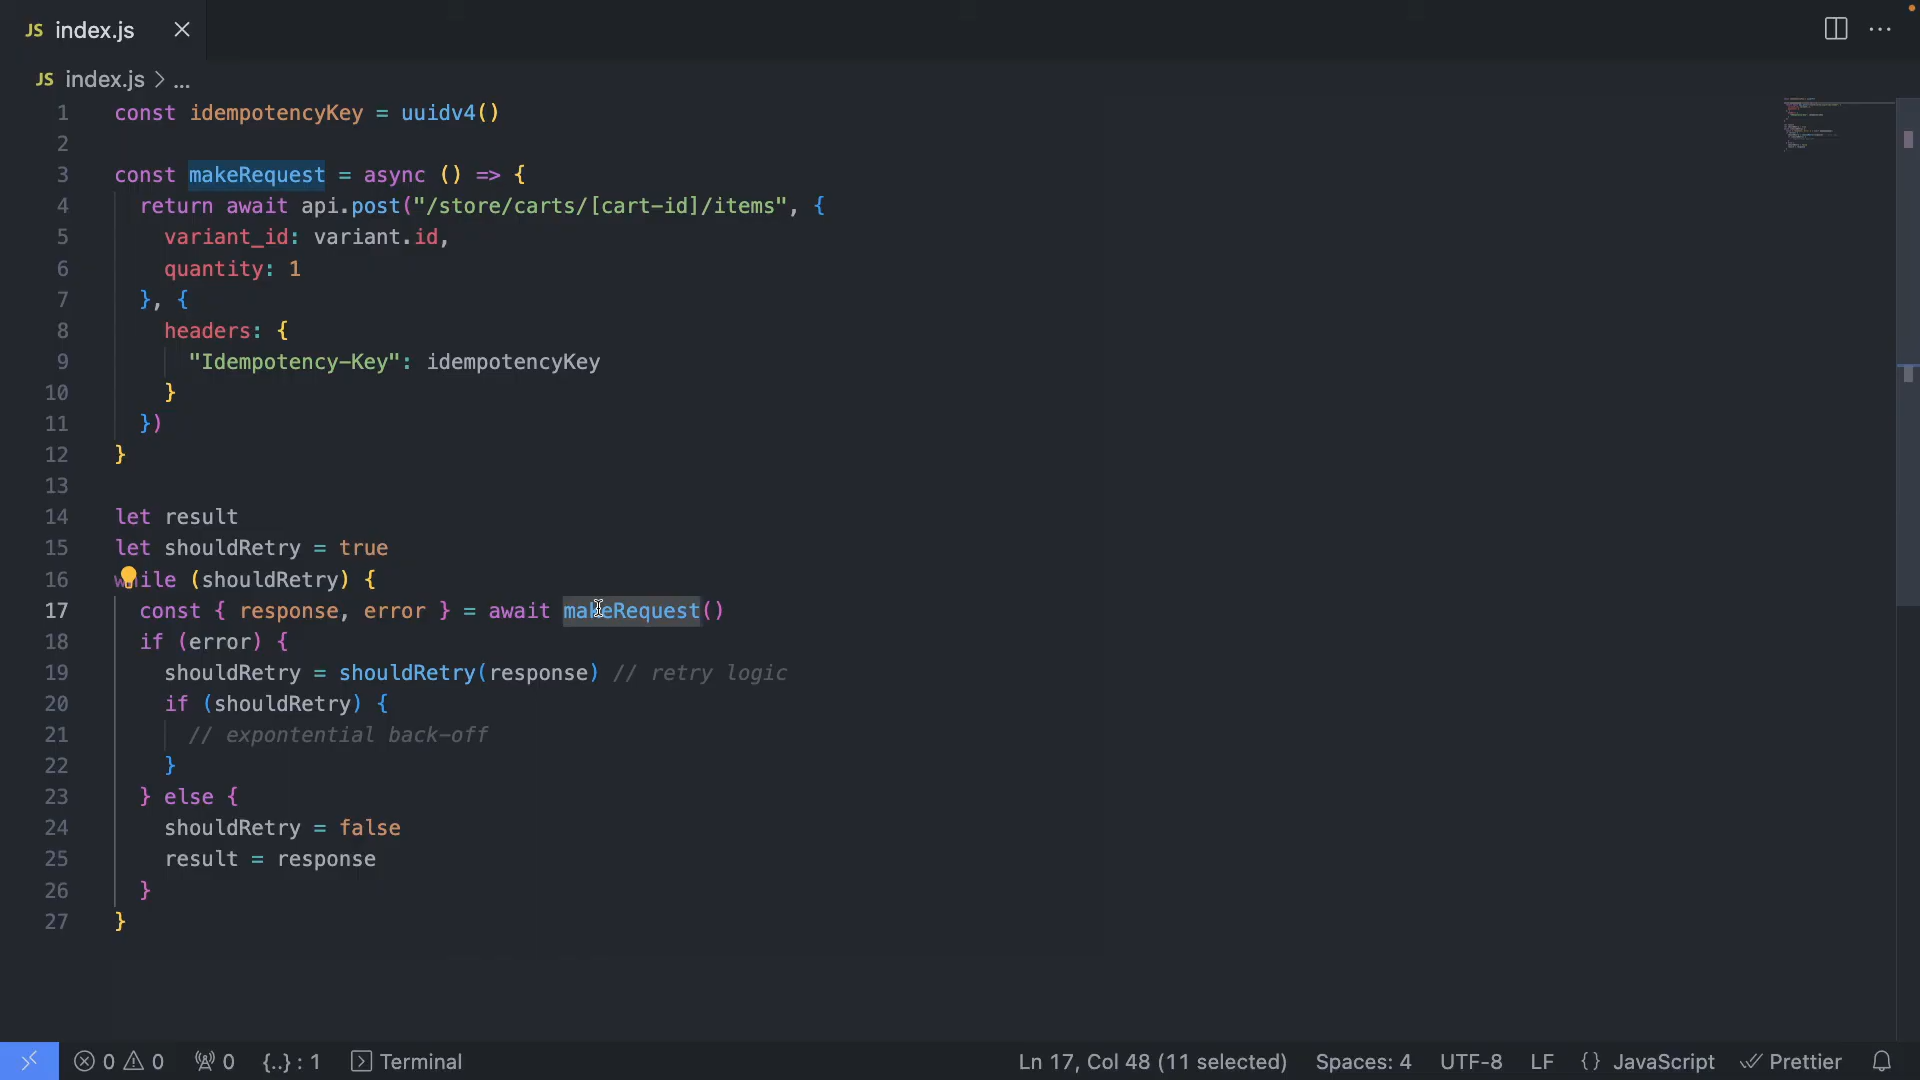 JS index.js
JS index.js > ...
1 const idempotencyKey = uuidv4()
2
3 const makeRequest = async () => {
4 return await api.post("/store/carts/[cart-id]/items", {
5 variant_id: variant.id,
6 quantity: 1
7 }, {
8 headers: {
9 "Idempotency-Key": idempotencyKey
10 }
11 })
12 }
13
14 let result
15 let shouldRetry = true
16 while (shouldRetry) {
17 const { response, error } = await makeRequest()
18 if (error) {
19 shouldRetry = shouldRetry(response) // retry logic
20 if (shouldRetry) {
21 // expontential back-off
22 }
23 } else {
24 shouldRetry = false
25 result = response
26 }
27 }
0 0 0 {..} : 1 Terminal Ln 17, Col 48 (11 selected) Spaces: 4 UTF-8 LF {} JavaScript Prettier